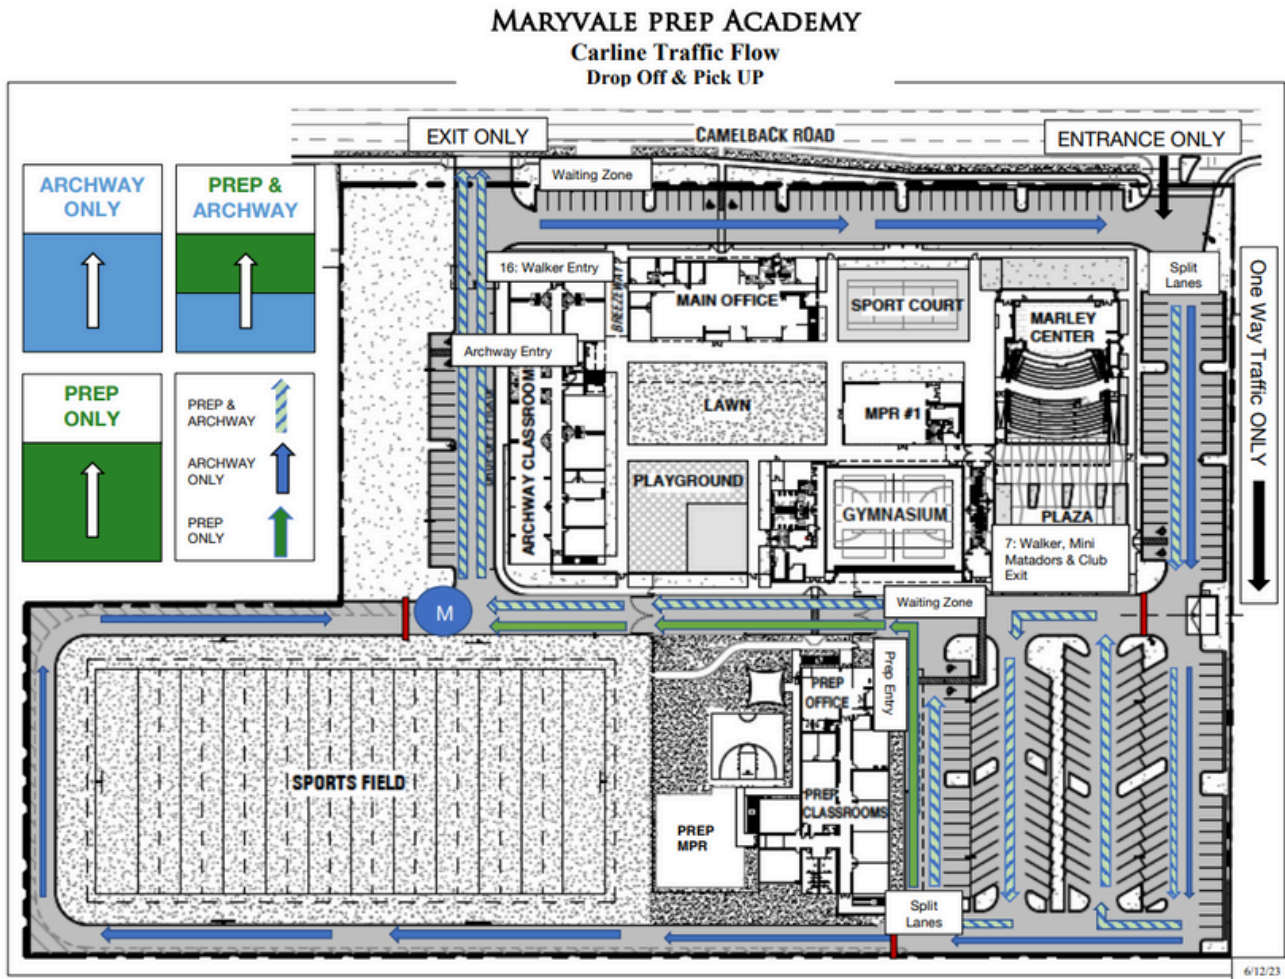 MARYVALE PREP ACADEMY
Carline Traffic Flow
Drop Off & Pick UP
EXIT ONLY
CAMELBACK ROAD
ENTRANCE ONLY
ARCHWAY
ONLY
PREP &
ARCHWAY
Waiting Zone
16: Walker Entry
BREEZEWAY
MAIN OFFICE
SPORT COURT
Split
Lanes
MARLEY
CENTER
One Way Traffic ONLY
Archway Entry
PREP
ONLY
PREP &
ARCHWAY
ARCHWAY
ONLY
PREP
ONLY
ARCHWAY CLASSROOM
LAWN
MPR #1
PLAYGROUND
GYMNASIUM
PLAZA
7: Walker, Mini
Matadors & Club
Exit
M
Waiting Zone
Prep Entry
PREP
OFFICE
SPORTS FIELD
PREP
CLASSROOMS
PREP
MPR
Split
Lanes
6/12/23